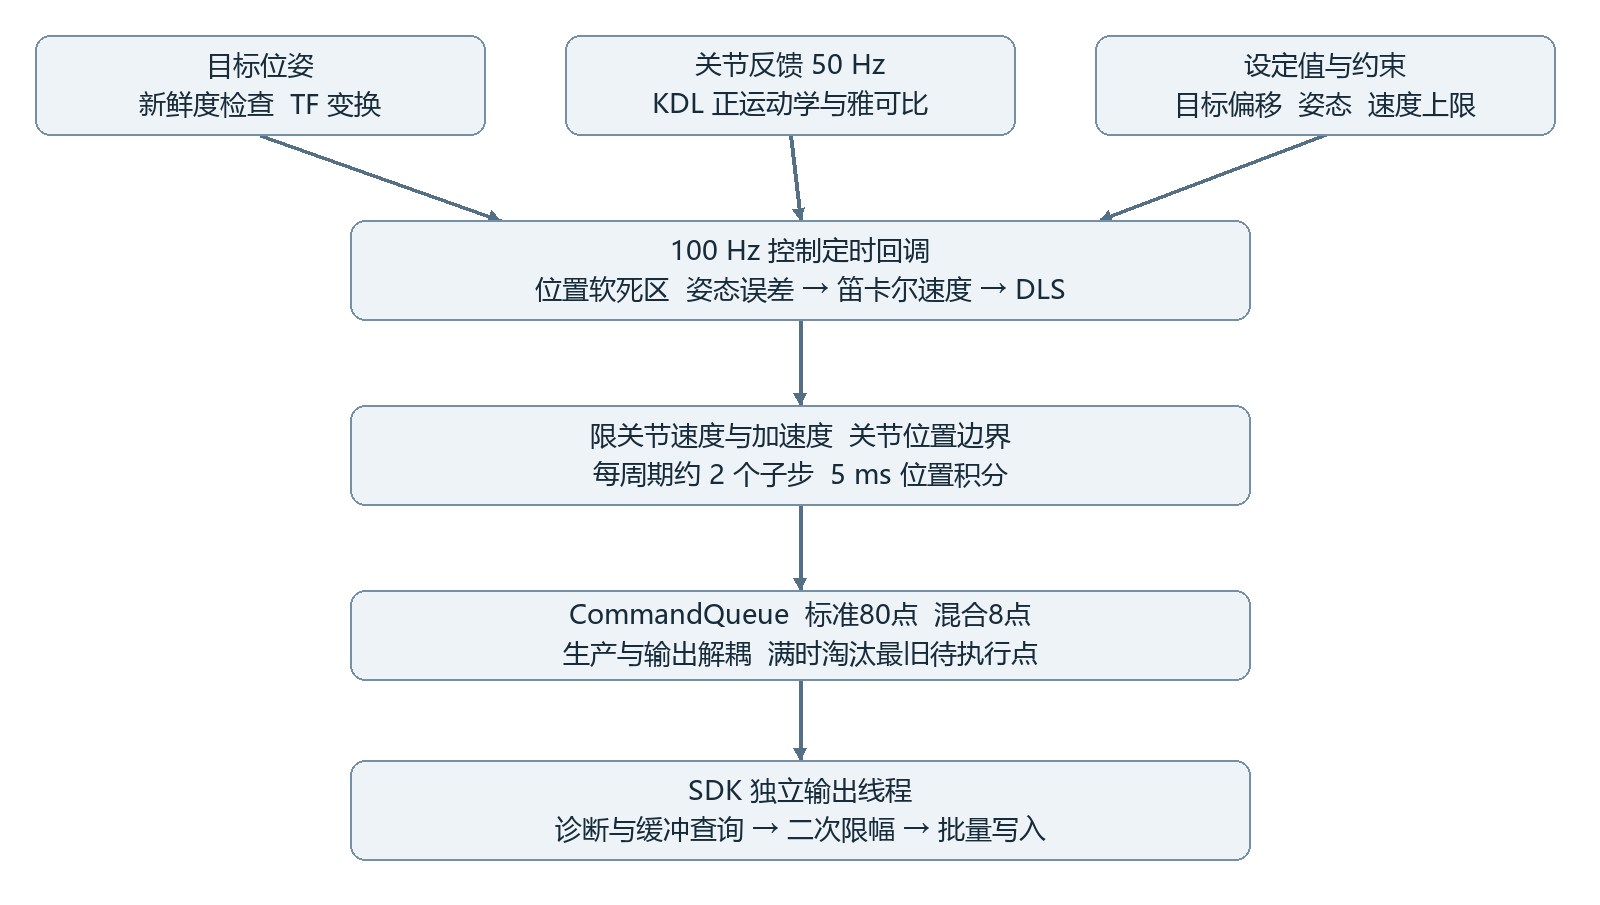 目标位姿
新鲜度检查  TF 变换
关节反馈 50 Hz
KDL 正运动学与雅可比
设定值与约束
目标偏移  姿态  速度上限
100 Hz 控制定时回调
位置软死区  姿态误差 → 笛卡尔速度 → DLS
限关节速度与加速度  关节位置边界
每周期约 2 个子步  5 ms 位置积分
CommandQueue  标准80点  混合8点
生产与输出解耦  满时淘汰最旧待执行点
SDK 独立输出线程
诊断与缓冲查询 → 二次限幅 → 批量写入